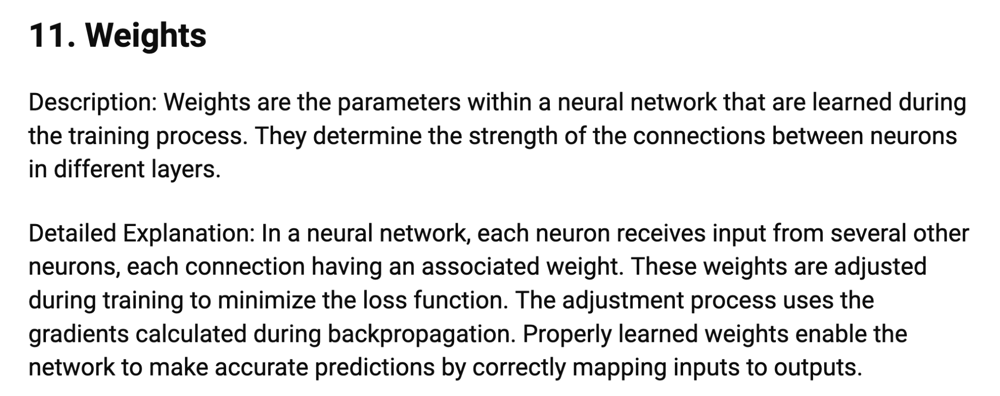 11. Weights
Description: Weights are the parameters within a neural network that are learned during
the training process. They determine the strength of the connections between neurons
in different layers.
Detailed Explanation: In a neural network, each neuron receives input from several other
neurons, each connection having an associated weight. These weights are adjusted
during training to minimize the loss function. The adjustment process uses the
gradients calculated during backpropagation. Properly learned weights enable the
network to make accurate predictions by correctly mapping inputs to outputs.